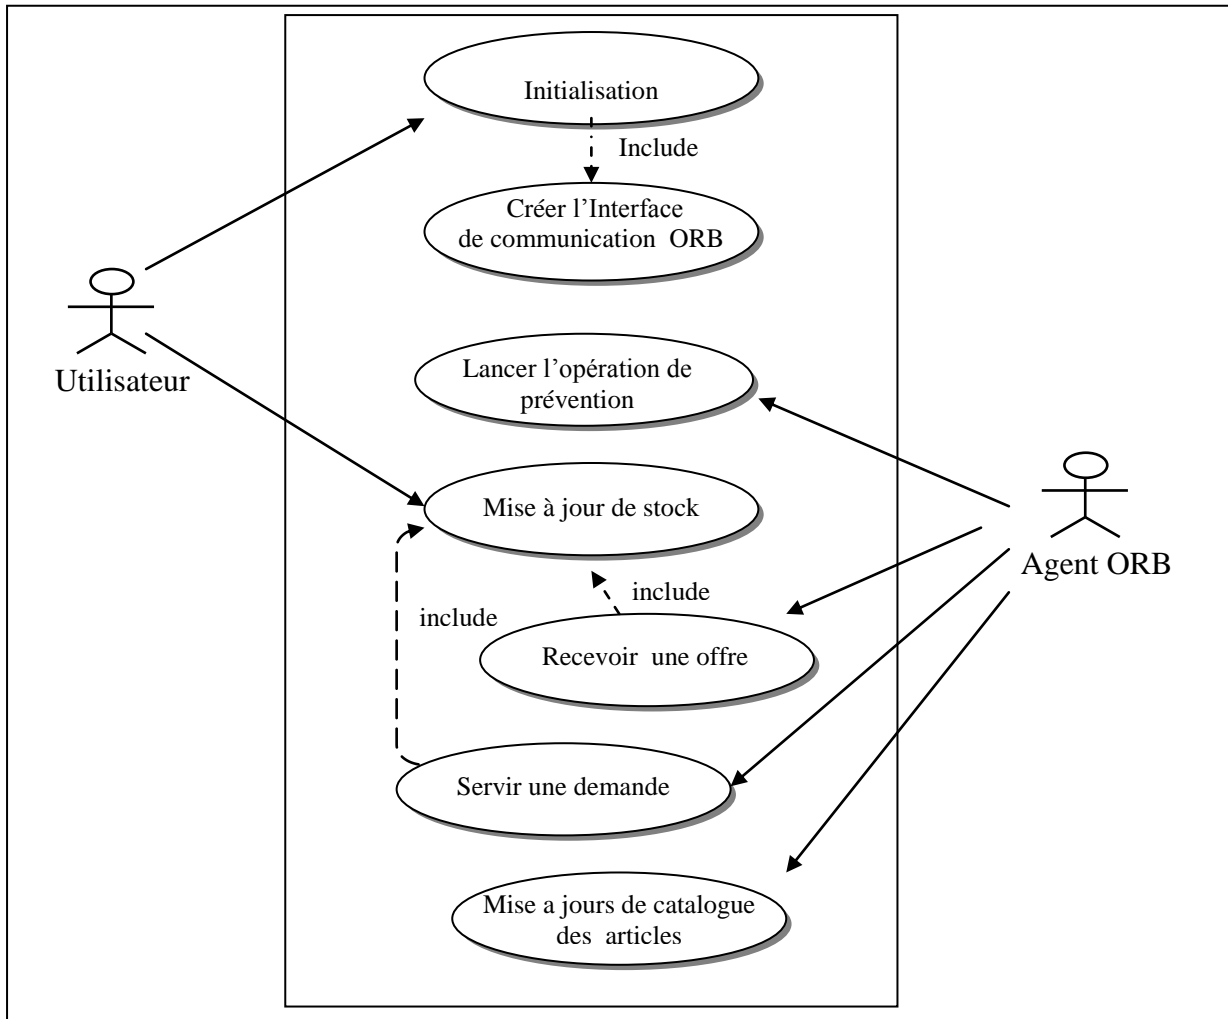 Initialisation
Include
Créer l’Interface
de communication ORB
Utilisateur
Lancer l’opération de
prévention
Mise à jour de stock
Agent ORB
include
include
Recevoir une offre
Servir une demande
Mise a jours de catalogue
des articles